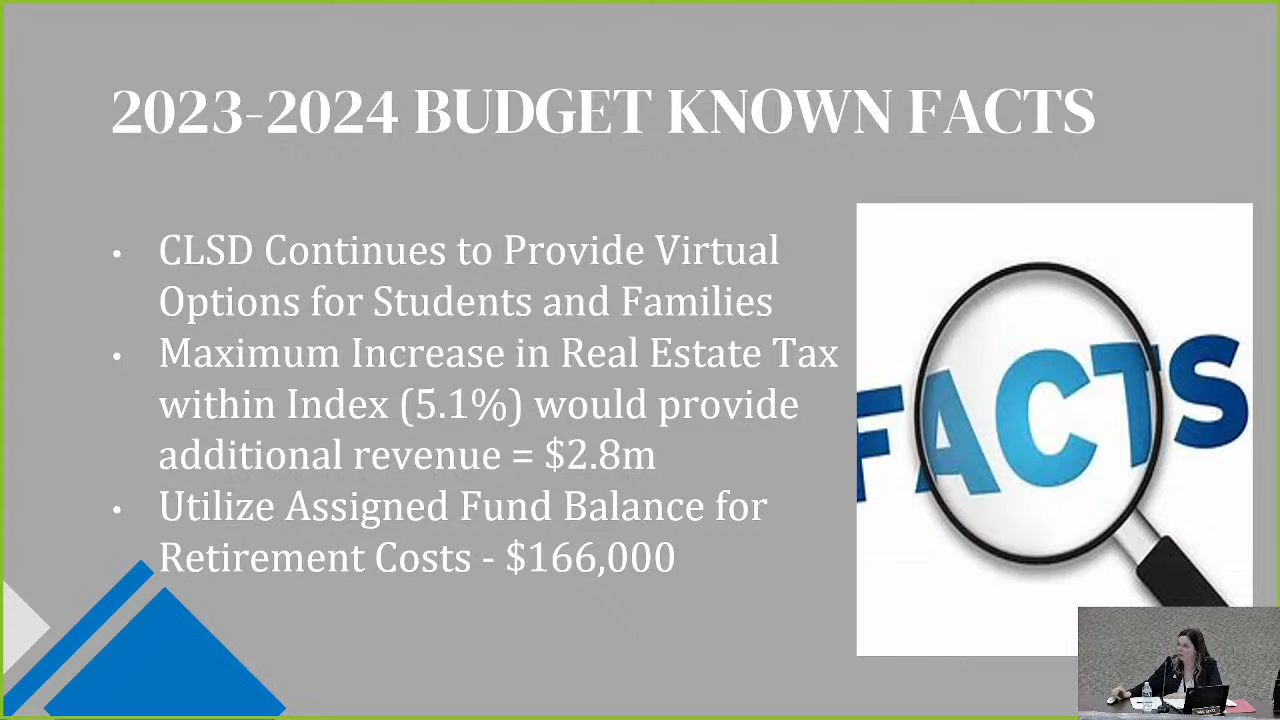 2023-2024 BUDGET KNOWN FACTS
• CLSD Continues to Provide Virtual
Options for Students and Families
• Maximum Increase in Real Estate Tax
within Index (5.1%) would provide
additional revenue = $2.8m
• Utilize Assigned Fund Balance for
Retirement Costs - $166,000
FACTS